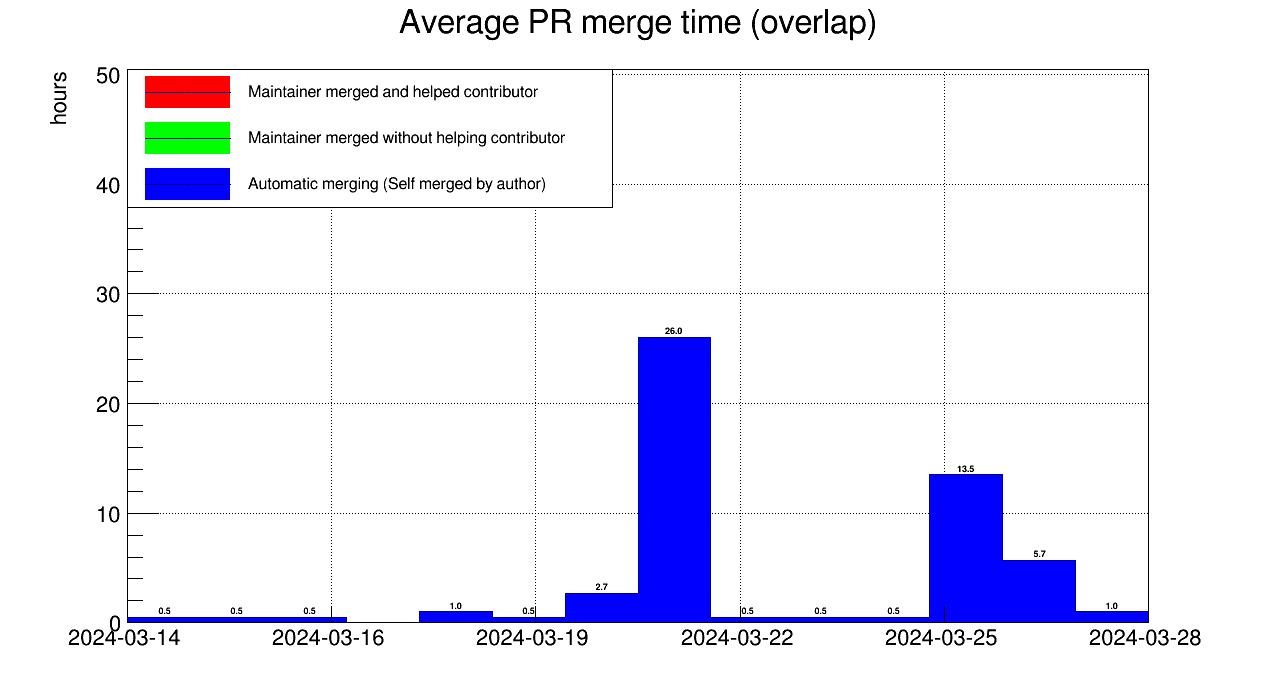 Average PR merge time (overlap)
hours
50
40
30
20
10
0
Maintainer merged and helped contributor
Maintainer merged without helping contributor
Automatic merging (Self merged by author)
0.5 0.5 0.5 1.0 0.5 2.7 26.0 0.5 0.5 0.5 13.5 5.7 1.0
2024-03-14 2024-03-16 2024-03-19 2024-03-22 2024-03-25 2024-03-28